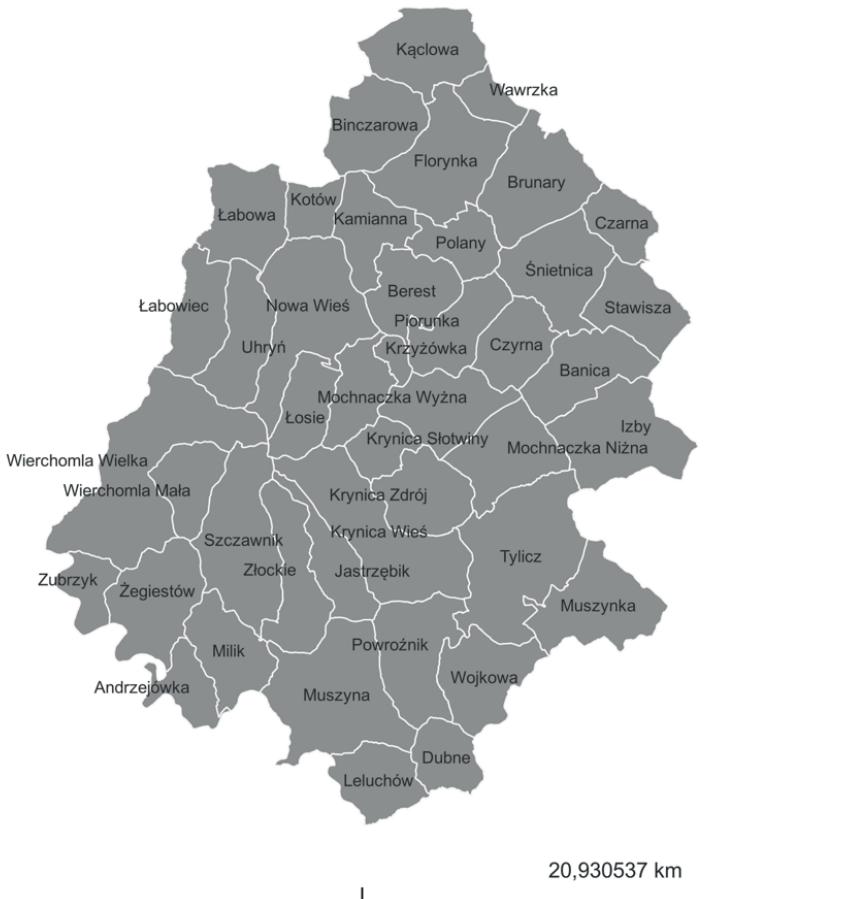 Kąclowa
Wawrzka
Binczarowa
Florynka
Brunary
Kotów
Łabowa
Kamianna
Czarna
Polany
Śnietnica
Berest
Łabowiec
Nowa Wieś
Stawisza
Piorunka
Uhryń
Krzyżówka
Czyrna
Banica
Mochnaczka Wyżna
Łosie
Izby
Krynica Słotwiny
Mochnaczka Niżna
Wierchomla Wielka
Wierchomla Mała
Krynica Zdrój
Krynica Wieś
Szczawnik
Tylicz
Złockie
Jastrzębik
Zubrzyk
Żegiestów
Muszynka
Powroźnik
Milik
Wojkowa
Andrzejówka
Muszyna
Dubne
Leluchów
20,930537 km